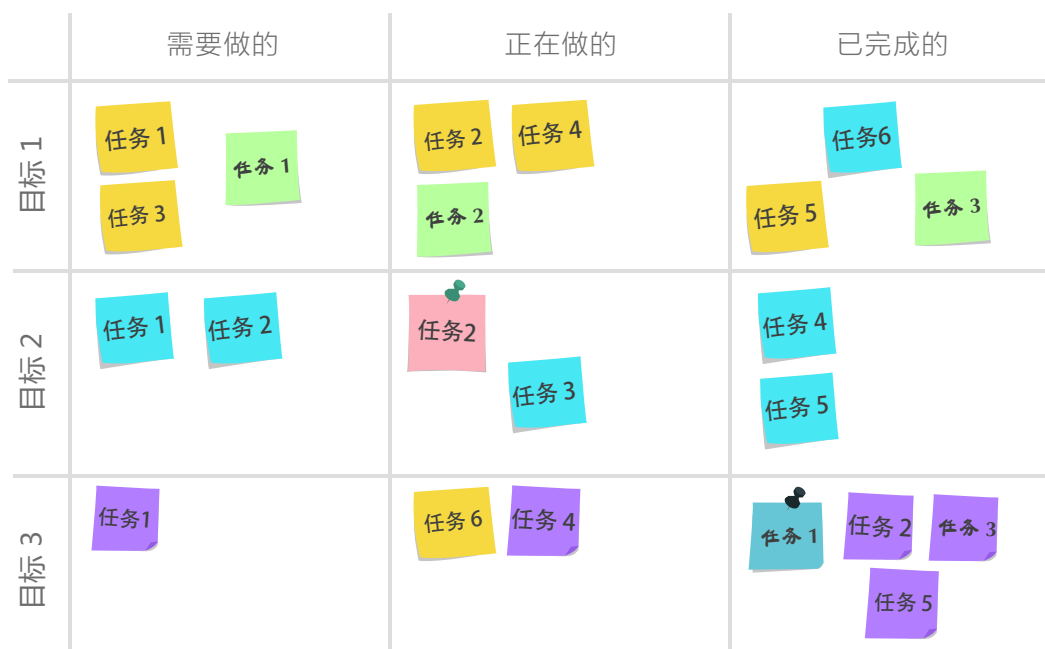 需要做的
正在做的
已完成的
目标 1
任务 1
任务 1
任务 3
任务 2
任务 4
任务 2
任务6
任务 5
任务 3
目标 2
任务 1
任务 2
任务2
任务 3
任务 4
任务 5
目标 3
任务1
任务 6
任务 4
任务 1
任务 2
任务 3
任务 5